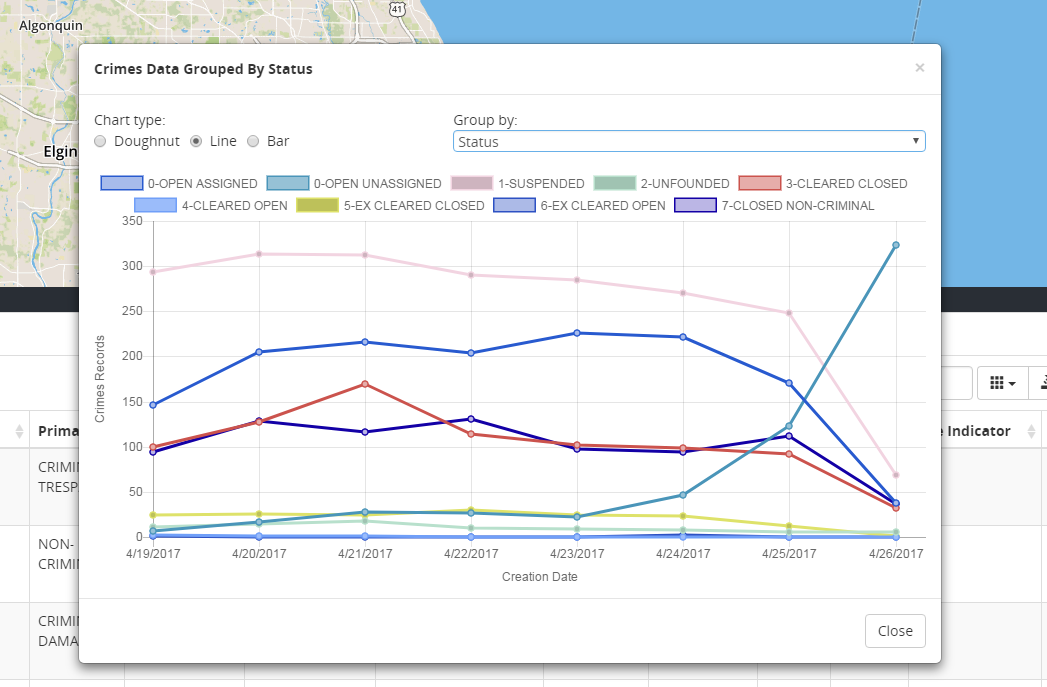 41
Algonquin
Elgin
Crimes Data Grouped By Status ×
Chart type: Group by:
Doughnut Line Bar Status
0-OPEN ASSIGNED 0-OPEN UNASSIGNED 1-SUSPENDED 2-UNFOUNDED 3-CLEARED CLOSED
4-CLEARED OPEN 5-EX CLEARED CLOSED 6-EX CLEARED OPEN 7-CLOSED NON-CRIMINAL
350
300
250
200
150
100
50
0
Crimes Records
4/19/2017 4/20/2017 4/21/2017 4/22/2017 4/23/2017 4/24/2017 4/25/2017 4/26/2017
Creation Date
Close
Prima
e Indicator
CRIMIN
TRESP
NON-
CRIMIN
CRIMIN
DAMA